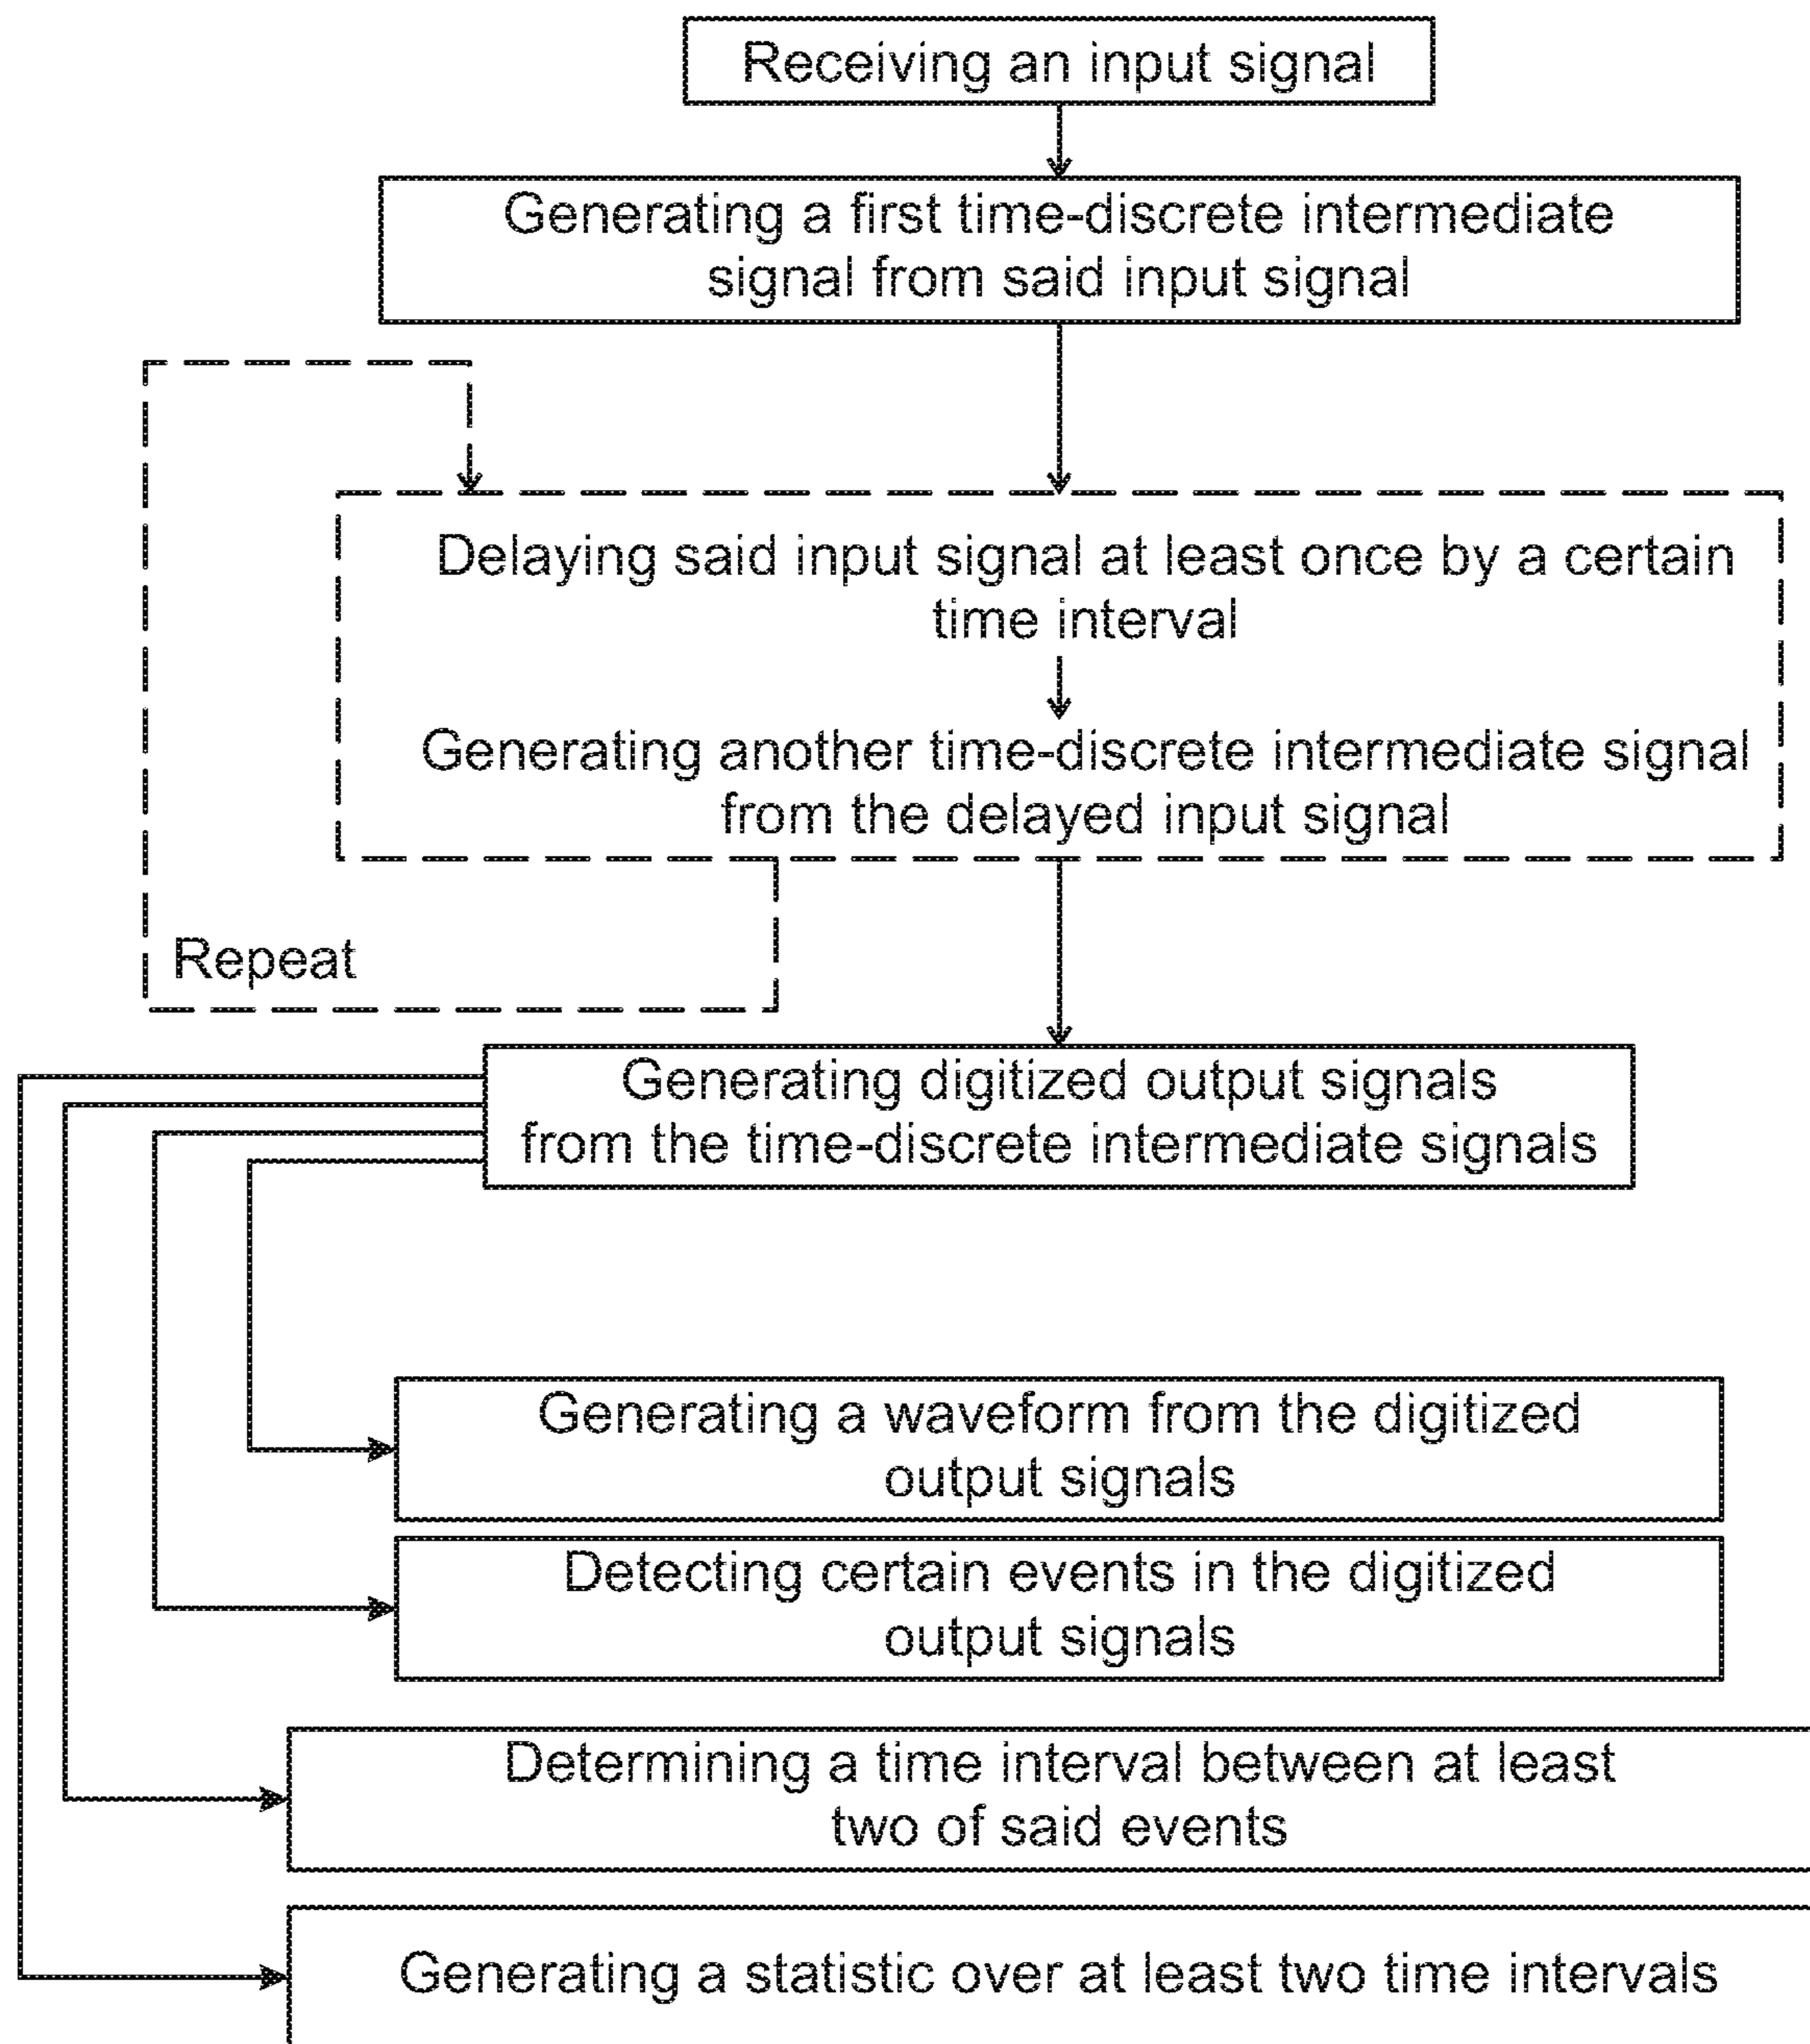 Receiving an input signal
Generating a first time-discrete intermediate
signal from said input signal
Delaying said input signal at least once by a certain
time interval
Generating another time-discrete intermediate signal
from the delayed input signal
Repeat
Generating digitized output signals
from the time-discrete intermediate signals
Generating a waveform from the digitized
output signals
Detecting certain events in the digitized
output signals
Determining a time interval between at least
two of said events
Generating a statistic over at least two time intervals